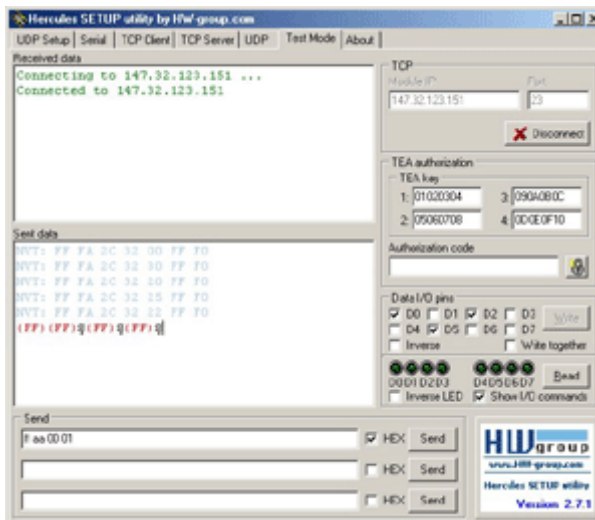 Hercules SETUP utility by HW-group.com
UDP Setup Serial TCP Client TCP Server UDP Test Mode About
Received data
Connecting to 147.32.123.151 ...
Connected to 147.32.123.151
TCP
Module IP
Port
147.32.123.151
23
Disconnect
TEA authorization
TEA key
1: 01020304
3: 090A0B0C
2: 05060708
4: 0D0E0F10
Authorization code
Sent data
NVT: FF FA 2C 32 00 FF F0
NVT: FF FA 2C 32 30 FF F0
NVT: FF FA 2C 32 20 FF F0
NVT: FF FA 2C 32 25 FF F0
NVT: FF FA 2C 32 22 FF F0
(FF)(FF) (FF) (FF)
Data I/O pins
D0 D1 D2 D3
Write
D4 D5 D6 D7
Inverse
Write together
D0D1D2D3 D4D5D6D7
Read
Inverse LED
Show I/O commands
Send
ff aa 00 01
HEX Send
HEX Send
HEX Send
HW group
www.HW-group.com
Hercules SETUP utility
Version 2.7.1